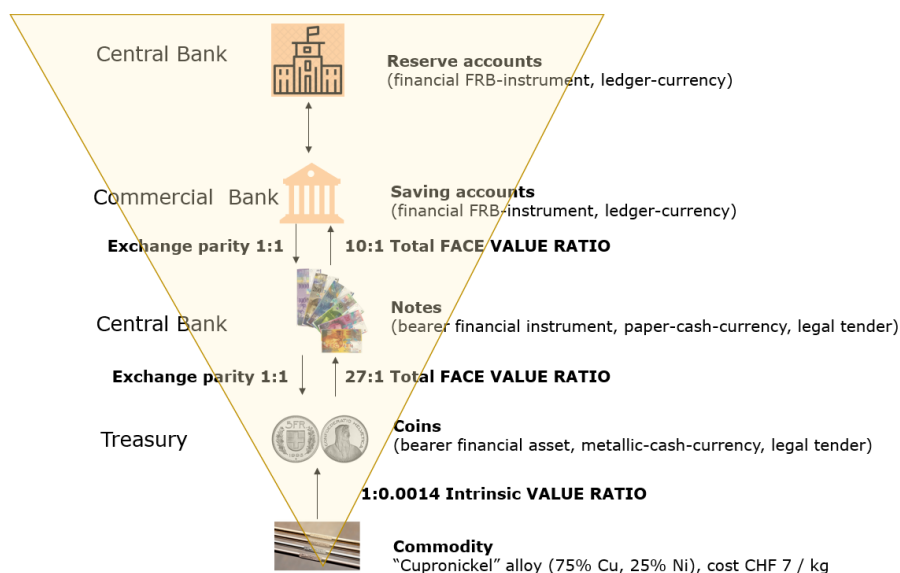 Central Bank
Reserve accounts
(financial FRB-instrument, ledger-currency)
Commercial Bank
Saving accounts
(financial FRB-instrument, ledger-currency)
Exchange parity 1:1
10:1 Total FACE VALUE RATIO
Notes
Central Bank
(bearer financial instrument, paper-cash-currency, legal tender)
Exchange parity 1:1
27:1 Total FACE VALUE RATIO
Coins
Treasury
(bearer financial asset, metallic-cash-currency, legal tender)
5FR
1:0.0014 Intrinsic VALUE RATIO
Commodity
“Cupronickel” alloy (75% Cu, 25% Ni), cost CHF 7 / kg